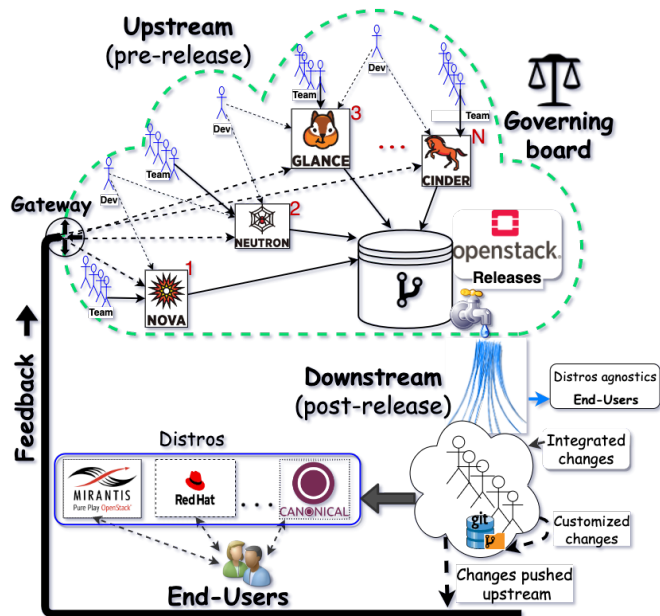 Upstream
(pre-release)
Dev
Team
3
GLANCE
...
Team
N
CINDER
Governing
board
Dev
Team
Dev
Gateway
2
NEUTRON
1
NOVA
Team
openstack.
Releases
Feedback
Downstream
(post-release)
Distros agnostics
End-Users
Distros
MIRANTIS
Pure Play OpenStack
Red Hat
...
CANONICAL
Integrated
changes
git
Customized
changes
Changes pushed
upstream
End-Users